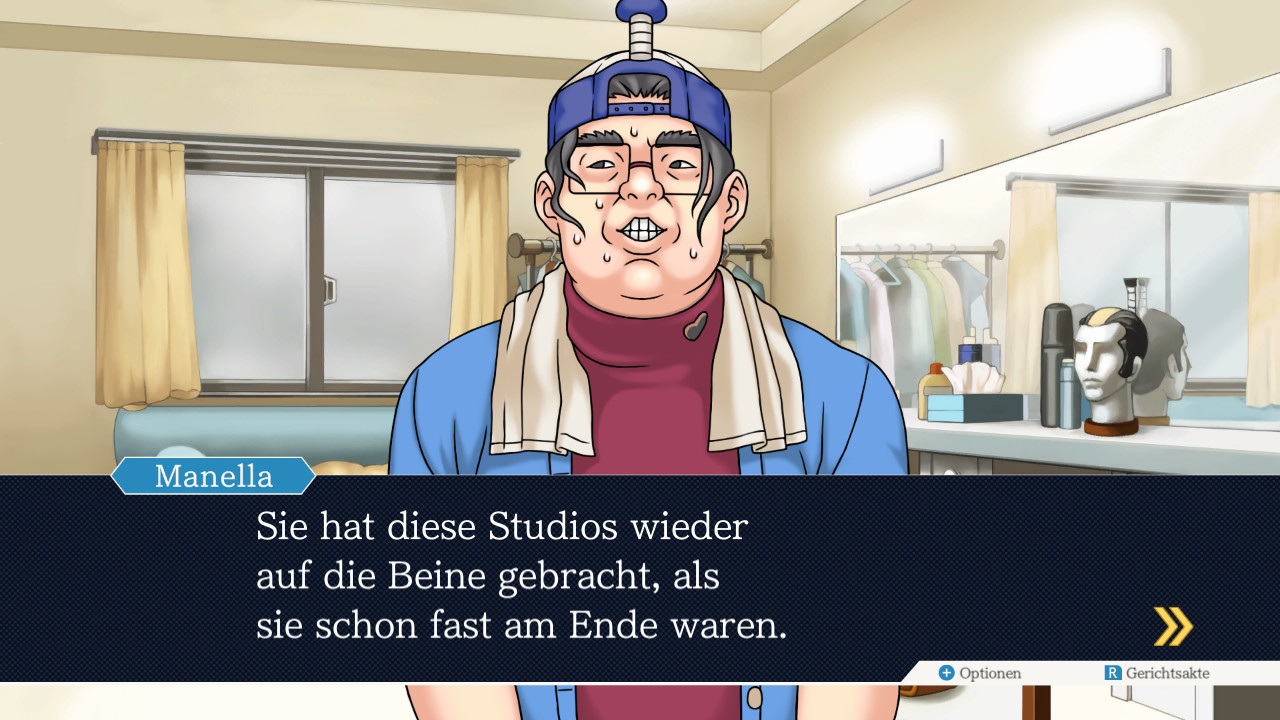 Manella
Sie hat diese Studios wieder
auf die Beine gebracht, als
sie schon fast am Ende waren.
+ Optionen
R Gerichtsakte